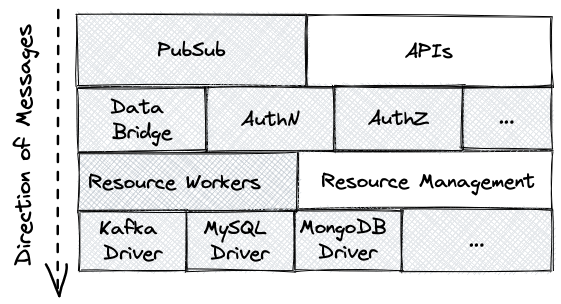 Direction of Messages
PubSub
APIs
Data
Bridge
AuthN
AuthZ
...
Resource Workers
Resource Management
Kafka
Driver
MySQL
Driver
MongoDB
Driver
...